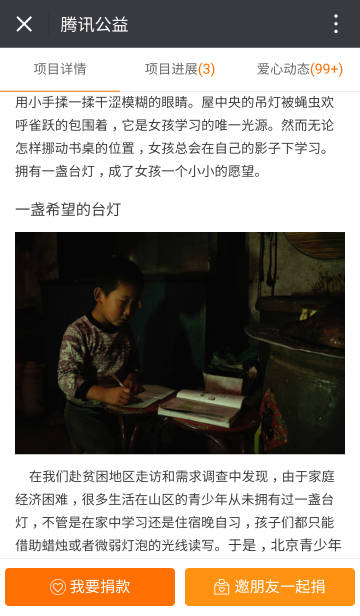 腾讯公益
项目详情 项目进展(3) 爱心动态(99+)
用小手揉一揉干涩模糊的眼睛。屋中央的吊灯被蝇虫欢
呼雀跃的包围着，它是女孩学习的唯一光源。然而无论
怎样挪动书桌的位置，女孩总会在自己的影子下学习。
拥有一盏台灯，成了女孩一个小小的愿望。
一盏希望的台灯
在我们赴贫困地区走访和需求调查中发现，由于家庭
经济困难，很多生活在山区的青少年从未拥有过一盏台
灯，不管是在家中学习还是住宿晚自习，孩子们都只能
借助蜡烛或者微弱灯泡的光线读写。于是，北京青少年
我要捐款 邀朋友一起捐